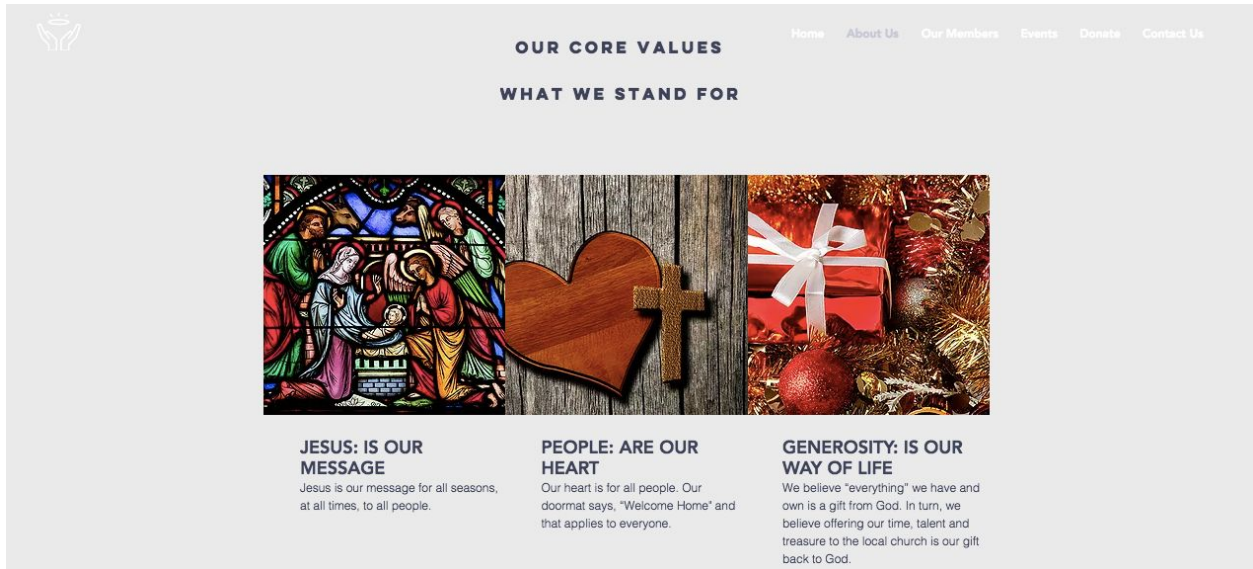 Home About Us Our Members Events Donate Contact Us
OUR CORE VALUES
WHAT WE STAND FOR
JESUS: IS OUR
MESSAGE
Jesus is our message for all seasons,
at all times, to all people.
PEOPLE: ARE OUR
HEART
Our heart is for all people. Our
doormat says, “Welcome Home" and
that applies to everyone.
GENEROSITY: IS OUR
WAY OF LIFE
We believe “everything” we have and
own is a gift from God. In turn, we
believe offering our time, talent and
treasure to the local church is our gift
back to God.